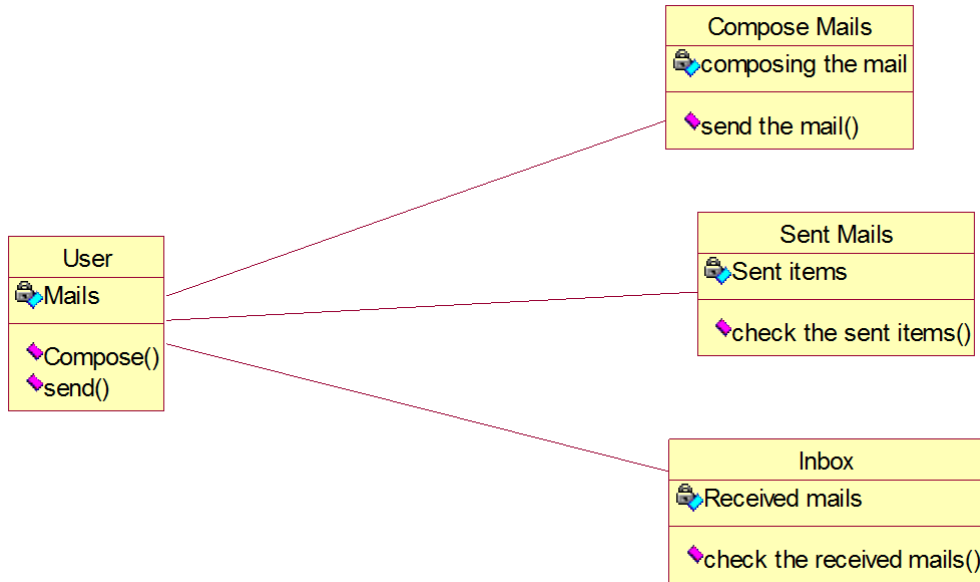 Compose Mails
composing the mail
send the mail()
User
Mails
Compose()
send()
Sent Mails
Sent items
check the sent items()
Inbox
Received mails
check the received mails()